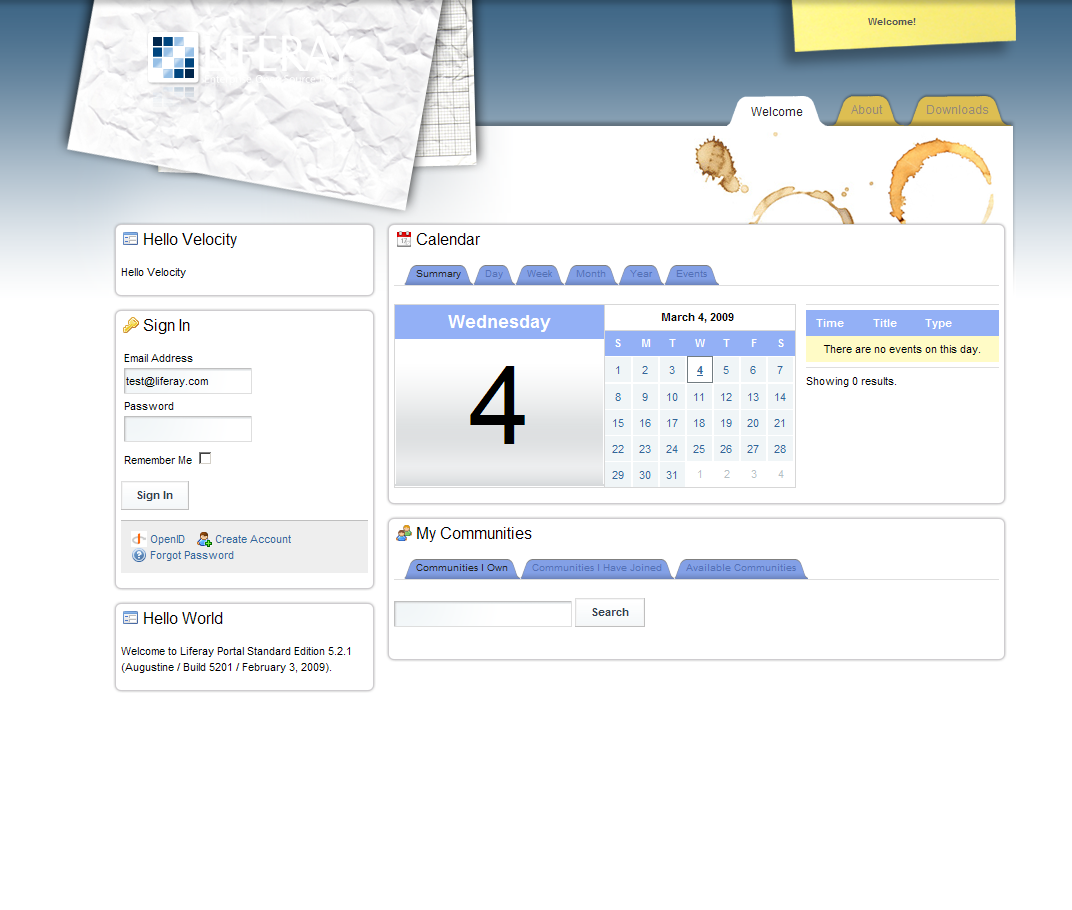 LIFERAY
Welcome!
Welcome About Downloads
Hello Velocity
Hello Velocity
Sign In
Email Address
test@liferay.com
Password
Remember Me
Sign In
OpenID Create Account
Forgot Password
Hello World
Welcome to Liferay Portal Standard Edition 5.2.1
(Augustine / Build 5201 / February 3, 2009).
Calendar
Summary Day Week Month Year Events
Wednesday
4
March 4, 2009
S M T W T F S
1 2 3 4 5 6 7
8 9 10 11 12 13 14
15 16 17 18 19 20 21
22 23 24 25 26 27 28
29 30 31 1 2 3 4
Time Title Type
There are no events on this day.
Showing 0 results.
My Communities
Communities I Own Communities I Have Joined Available Communities
Search